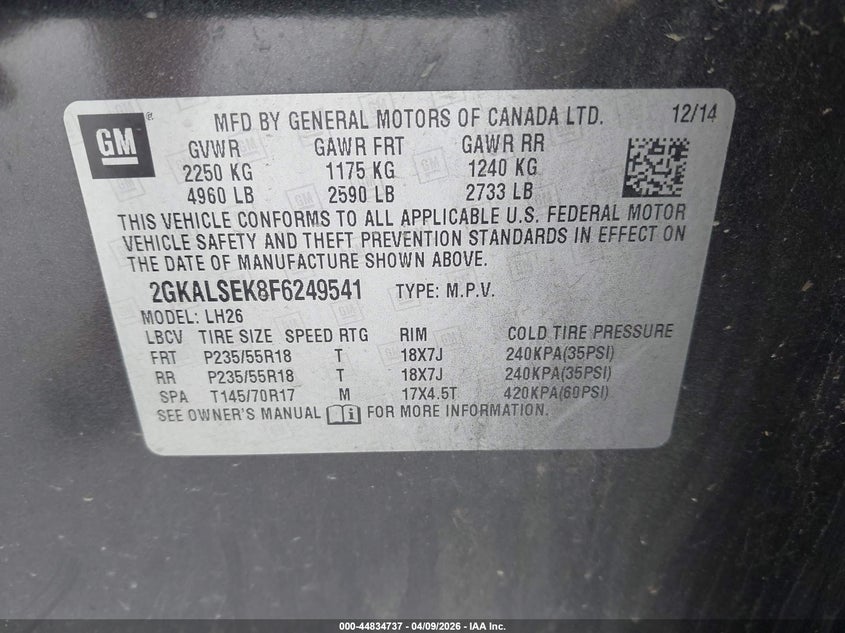 GM ®
MFD BY GENERAL MOTORS OF CANADA LTD. 12/14
GVWR GAWR FRT GAWR RR
2250 KG 1175 KG 1240 KG
4960 LB 2590 LB 2733 LB
THIS VEHICLE CONFORMS TO ALL APPLICABLE U.S. FEDERAL MOTOR
VEHICLE SAFETY AND THEFT PREVENTION STANDARDS IN EFFECT ON
THE DATE OF MANUFACTURE SHOWN ABOVE.
2GKALSEK8F6249541 TYPE: M.P.V.
MODEL: LH26
LBCV TIRE SIZE SPEED RTG RIM COLD TIRE PRESSURE
FRT P235/55R18 T 18X7J 240KPA(35PSI)
RR P235/55R18 T 18X7J 240KPA(35PSI)
SPA T145/70R17 M 17X4.5T 420KPA(60PSI)
SEE OWNER'S MANUAL FOR MORE INFORMATION.
000-44834737 - 04/09/2026 - IAA Inc.